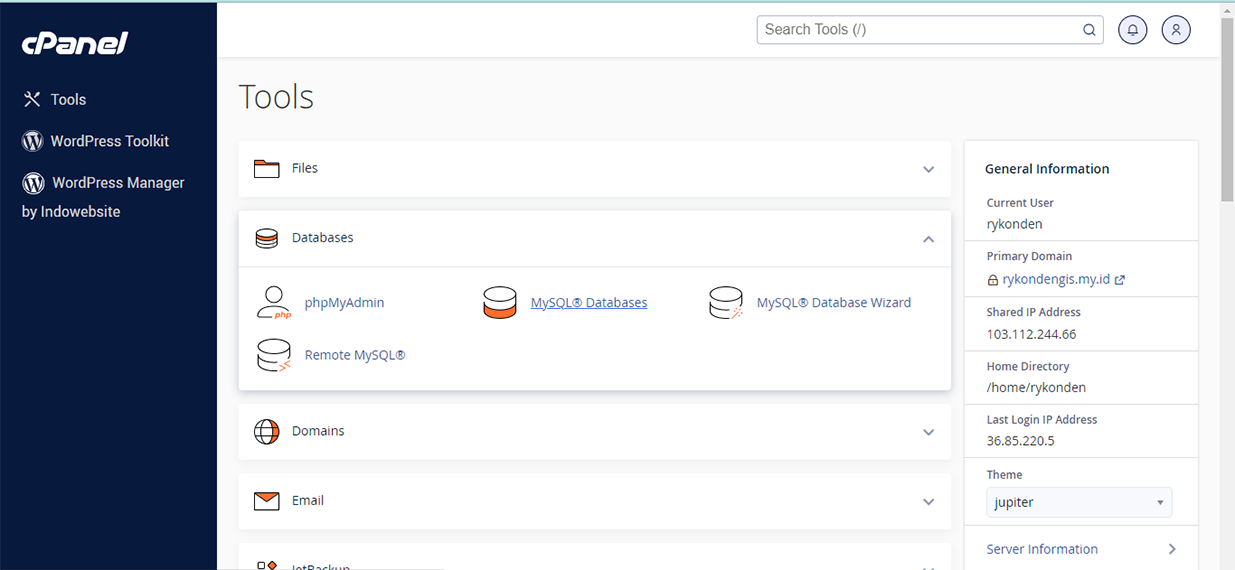 cPanel
Search Tools (/)
Tools
WordPress Toolkit
WordPress Manager
by Indowebsite
Tools
Files
Databases
phpMyAdmin
MySQL® Databases
MySQL® Database Wizard
Remote MySQL®
Domains
Email
JetBackup
General Information
Current User
rykonden
Primary Domain
rykondengis.my.id
Shared IP Address
103.112.244.66
Home Directory
/home/rykonden
Last Login IP Address
36.85.220.5
Theme
jupiter
Server Information